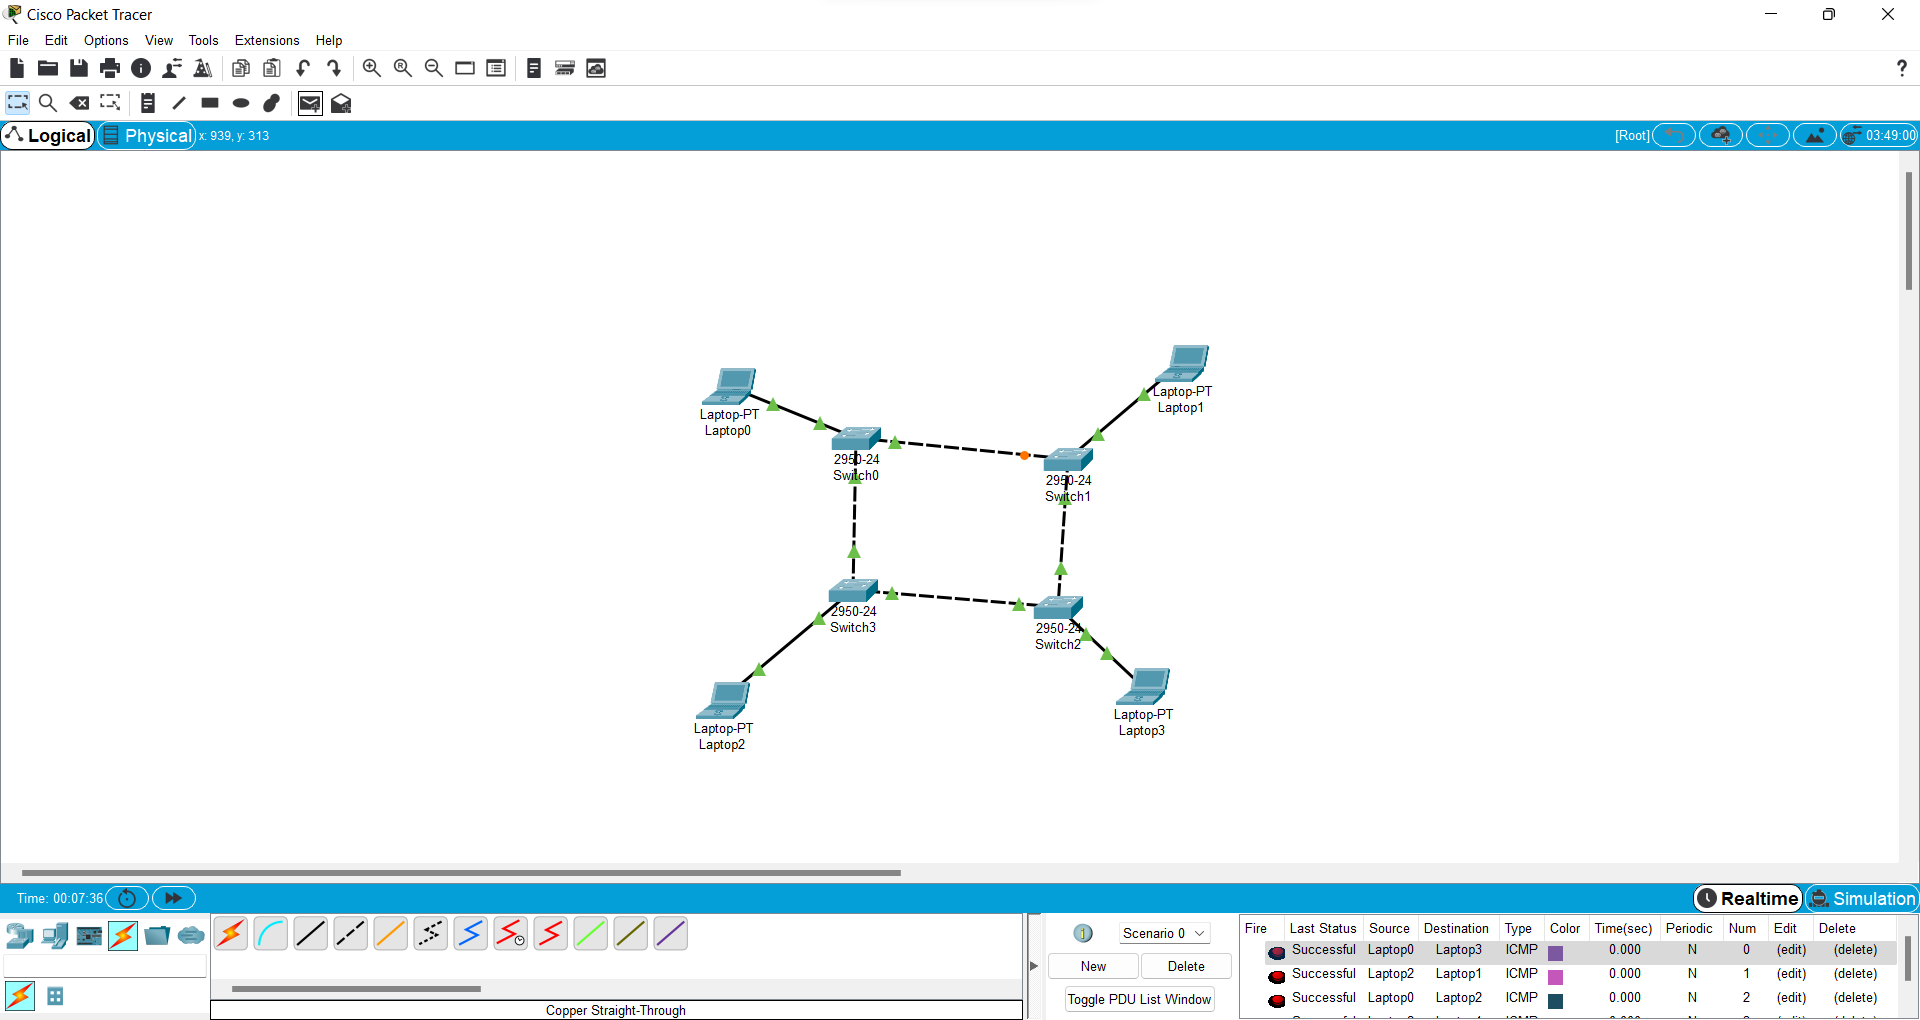 Cisco Packet Tracer
File Edit Options View Tools Extensions Help
Logical Physical x: 939, y: 313 [Root] 03:49:00
Laptop-PT
Laptop0
Laptop-PT
Laptop1
2950-24
Switch0
2950-24
Switch1
2950-24
Switch3
2950-24
Switch2
Laptop-PT
Laptop2
Laptop-PT
Laptop3
Time: 00:07:36 Realtime Simulation
Scenario 0
New Delete
Toggle PDU List Window
Copper Straight-Through
Fire Last Status Source Destination Type Color Time(sec) Periodic Num Edit Delete
Successful Laptop0 Laptop3 ICMP 0.000 N 0 (edit) (delete)
Successful Laptop2 Laptop1 ICMP 0.000 N 1 (edit) (delete)
Successful Laptop0 Laptop2 ICMP 0.000 N 2 (edit) (delete)